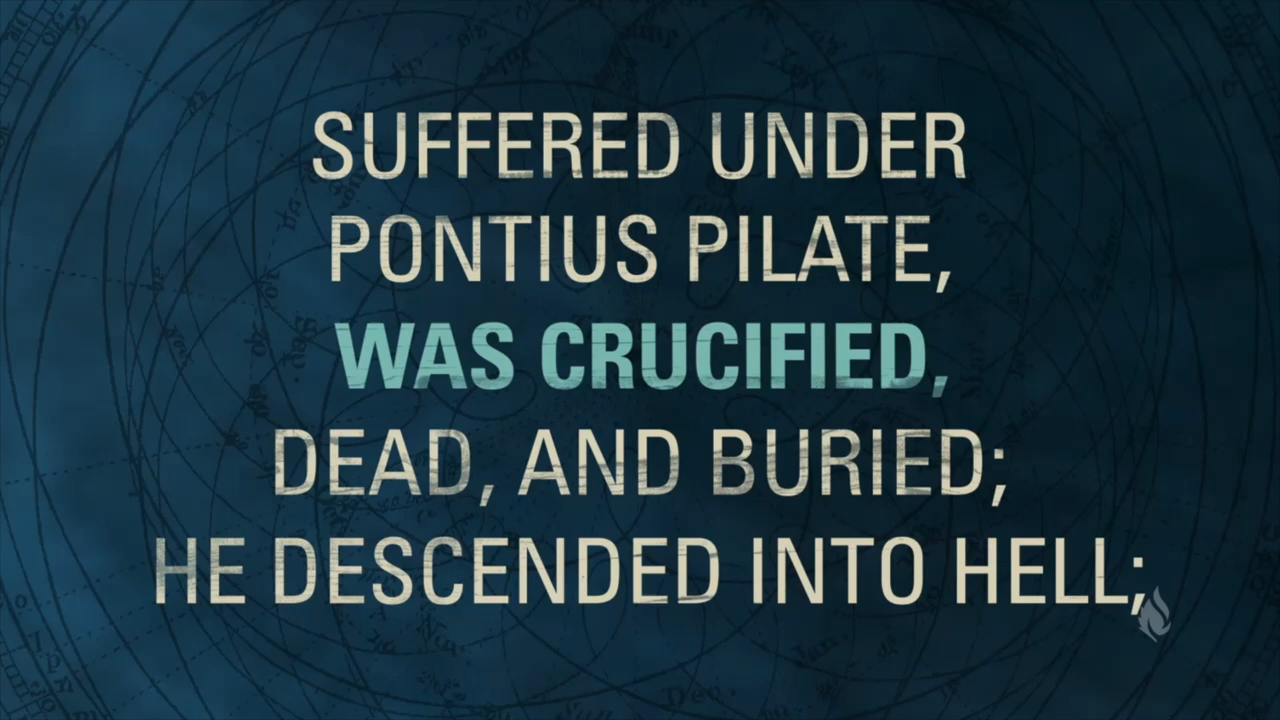 SUFFERED UNDER
PONTIUS PILATE,
WAS CRUCIFIED,
DEAD, AND BURIED;
HE DESCENDED INTO HELL;